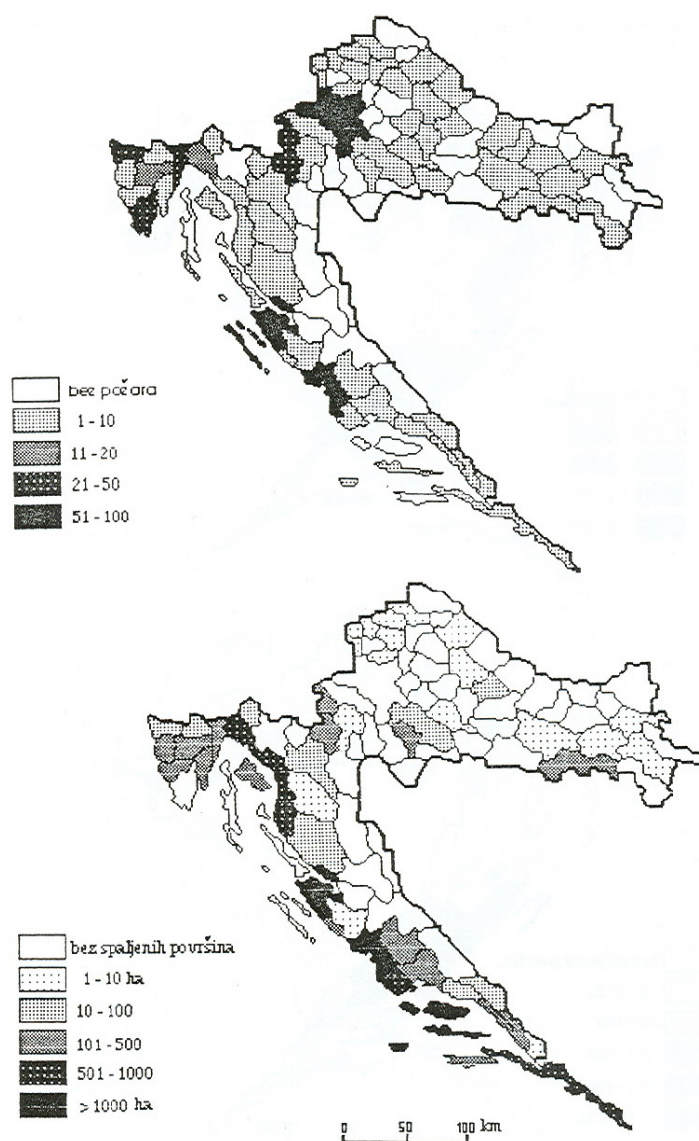 bez požara
1 - 10
11 - 20
21 - 50
51 - 100
bez spaljenih površina
1 - 10 ha
10 - 100
101 - 500
501 - 1000
> 1000 ha
0 50 100 km